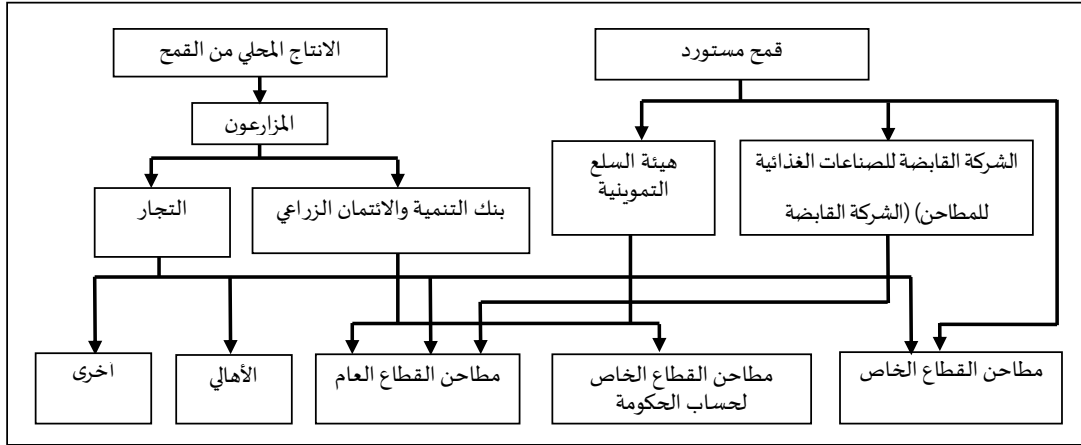 الانتاج المحلي من القمح
قمح مستورد
المزارعون
هيئة السلع
التموينية
الشركة القابضة للصناعات الغذائية
للمطاحن) (الشركة القابضة
التجار
بنك التنمية والائتمان الزراعي
اخرى
الأهالي
مطاحن القطاع العام
مطاحن القطاع الخاص
لحساب الحكومة
مطاحن القطاع الخاص